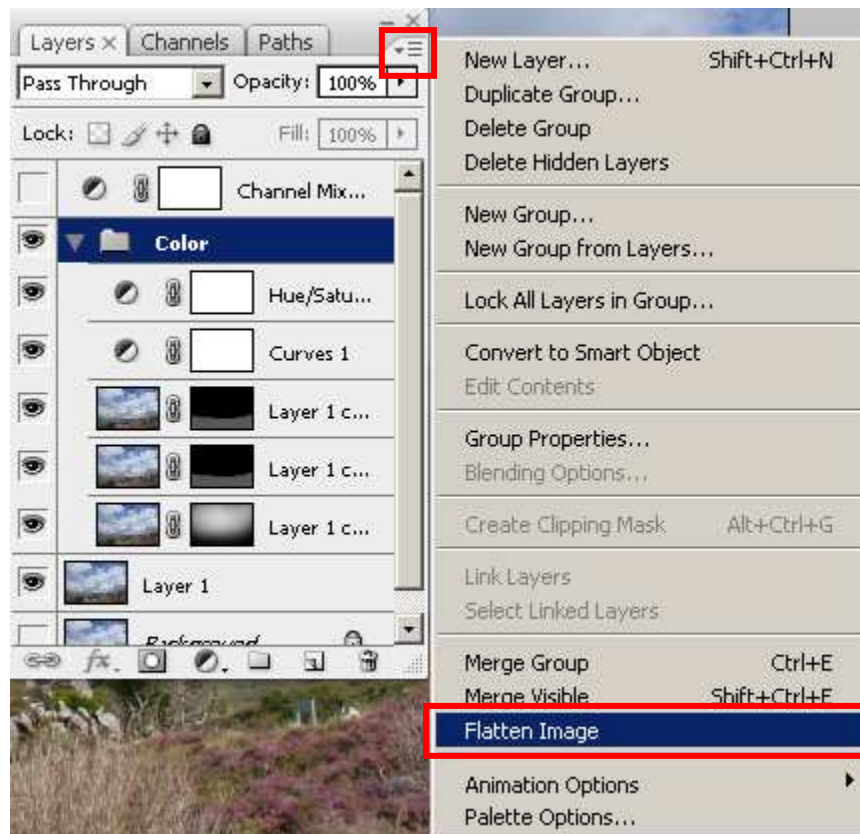 Layers × Channels Paths
Pass Through Opacity: 100%
Lock: Fill: 100%
Channel Mix...
Color
Hue/Satu...
Curves 1
Layer 1 c...
Layer 1 c...
Layer 1 c...
Layer 1
Background
fx.
New Layer... Shift+Ctrl+N
Duplicate Group...
Delete Group
Delete Hidden Layers
New Group...
New Group from Layers...
Lock All Layers in Group...
Convert to Smart Object
Edit Contents
Group Properties...
Blending Options...
Create Clipping Mask Alt+Ctrl+G
Link Layers
Select Linked Layers
Merge Group Ctrl+E
Merge Visible Shift+Ctrl+E
Flatten Image
Animation Options
Palette Options...